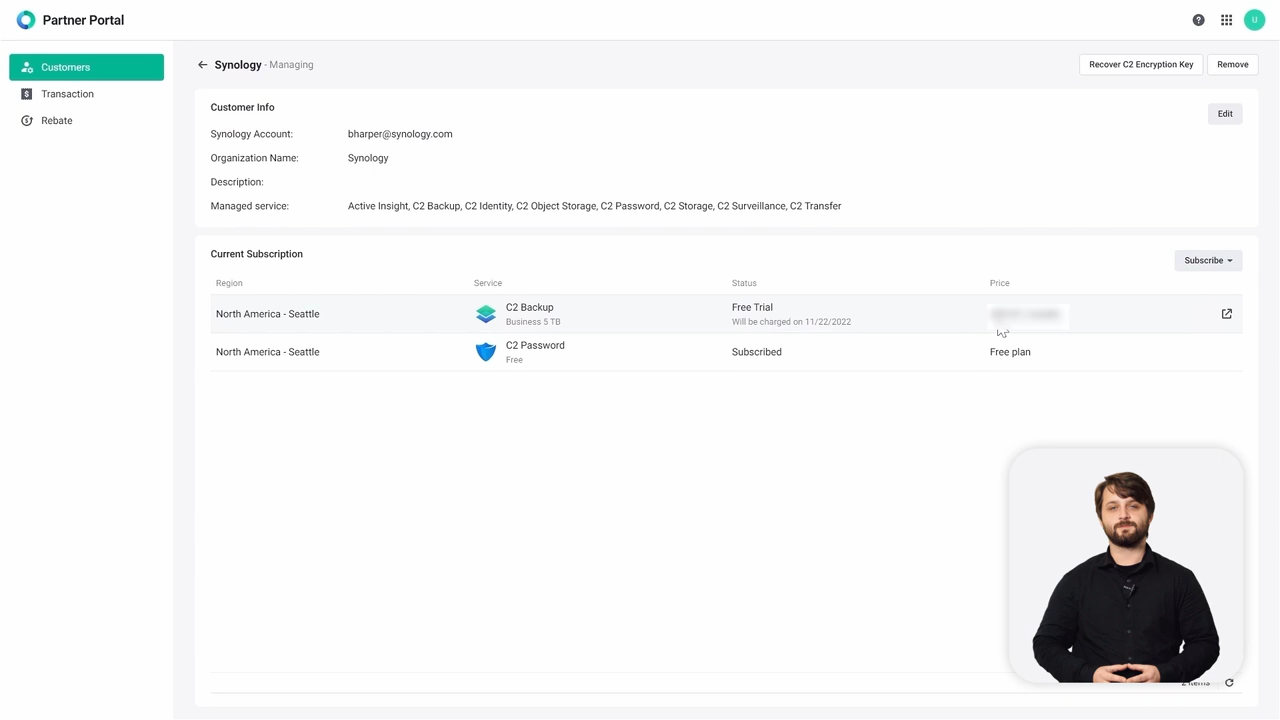 Partner Portal
U
Customers
Transaction
Rebate
Synology - Managing
Recover C2 Encryption Key
Remove
Customer Info
Edit
Synology Account: bharper@synology.com
Organization Name: Synology
Description:
Managed service: Active Insight, C2 Backup, C2 Identity, C2 Object Storage, C2 Password, C2 Storage, C2 Surveillance, C2 Transfer
Current Subscription
Subscribe
Region Service Status Price
North America - Seattle
C2 Backup
Business 5 TB
Free Trial
Will be charged on 11/22/2022
North America - Seattle
C2 Password
Free
Subscribed
Free plan